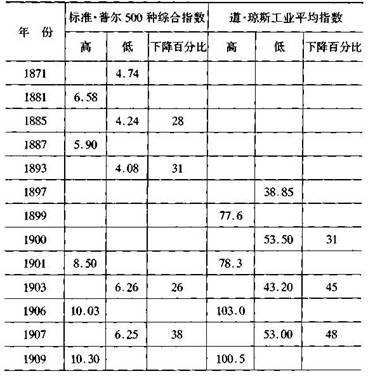 年 份 标准·普尔 500 种综合指数 道·琼斯工业平均指数
高 低 下降百分比 高 低 下降百分比
1871 4.74
1881 6.58
1885 4.24 28
1887 5.90
1893 4.08 31
1897 38.85
1899 77.6
1900 53.50 31
1901 8.50 78.3
1903 6.26 26 43.20 45
1906 10.03 103.0
1907 6.25 38 53.00 48
1909 10.30 100.5